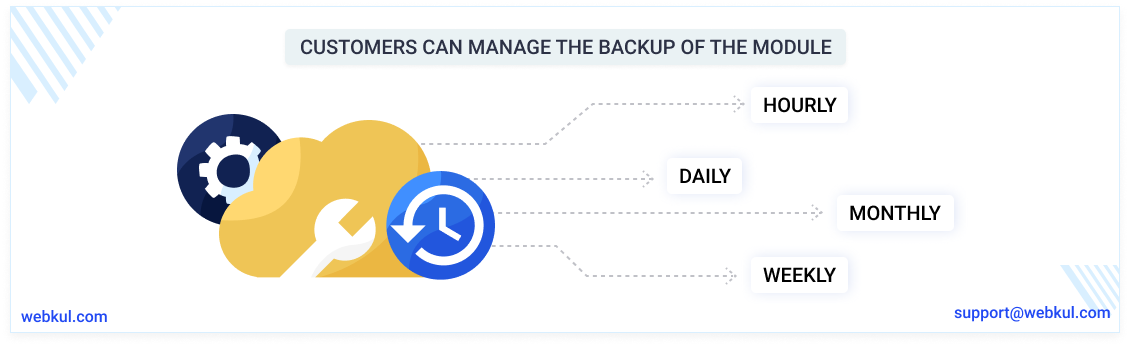 CUSTOMERS CAN MANAGE THE BACKUP OF THE MODULE
HOURLY
DAILY
MONTHLY
WEEKLY
webkul.com
support@webkul.com